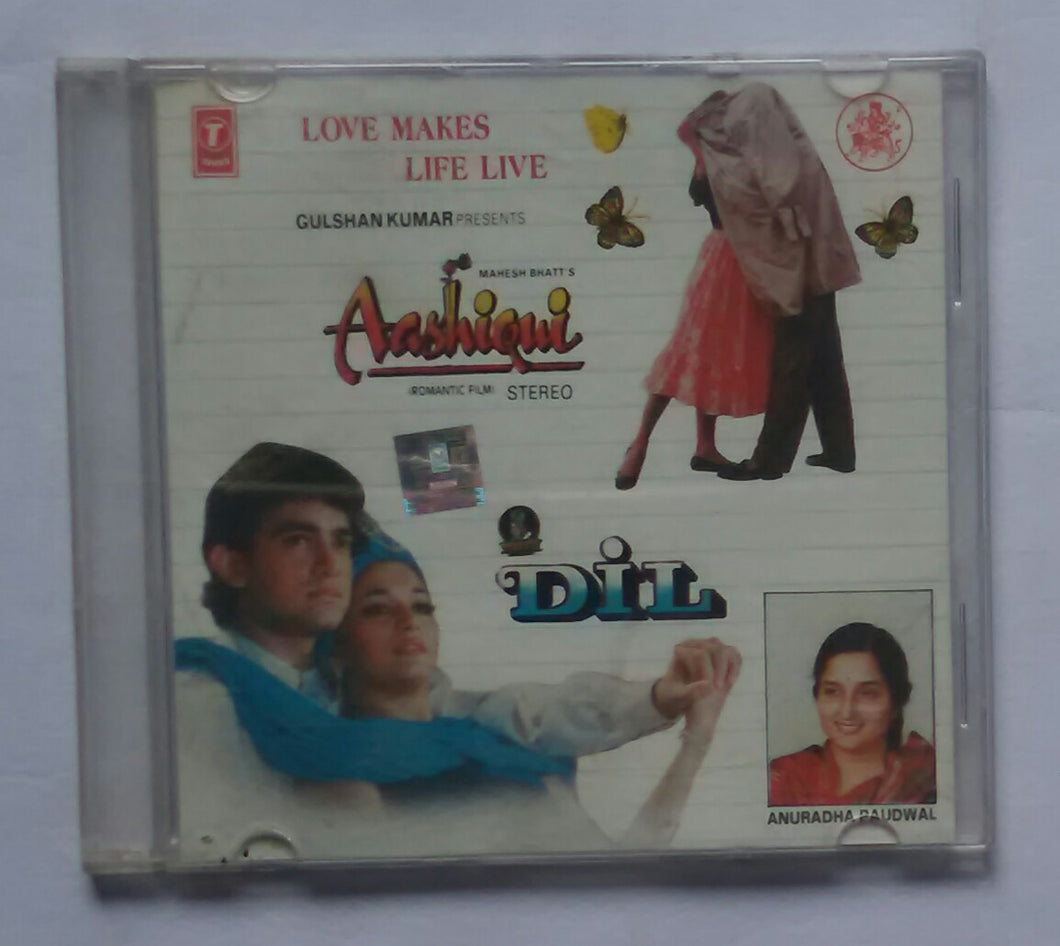 LOVE MAKES
LIFE LIVE
GULSHAN KUMAR PRESENTS
MAHESH BHATT'S
Aashiqui
(ROMANTIC FILM) STEREO
DiL
ANURADHA PAUDWAL